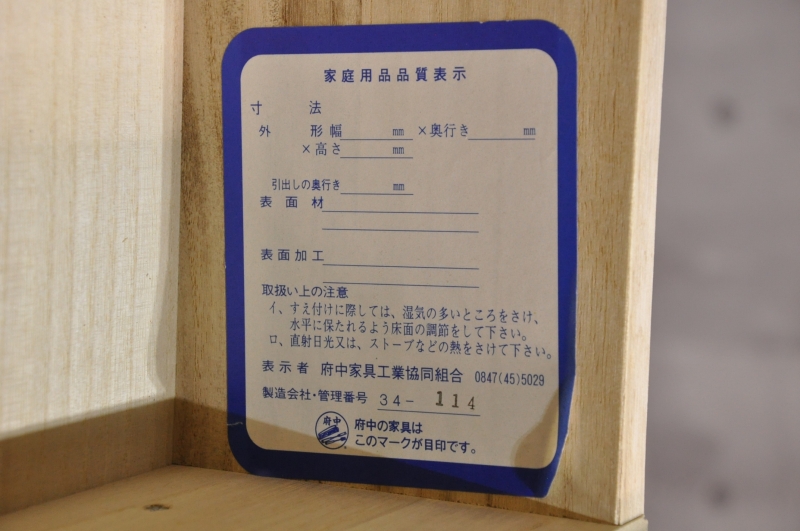 家庭用品品質表示
寸法
外形幅 mm ×奥行き mm
×高さ mm
引出しの奥行き mm
表面材
表面加工
取扱い上の注意
イ、すえ付けに際しては、湿気の多いところをさけ、
水平に保たれるよう床面の調節をして下さい。
ロ、直射日光又は、ストーブなどの熱をさけて下さい。
表示者 府中家具工業協同組合 0847(45)5029
製造会社・管理番号 34- 114
府中
府中の家具は
このマークが目印です。